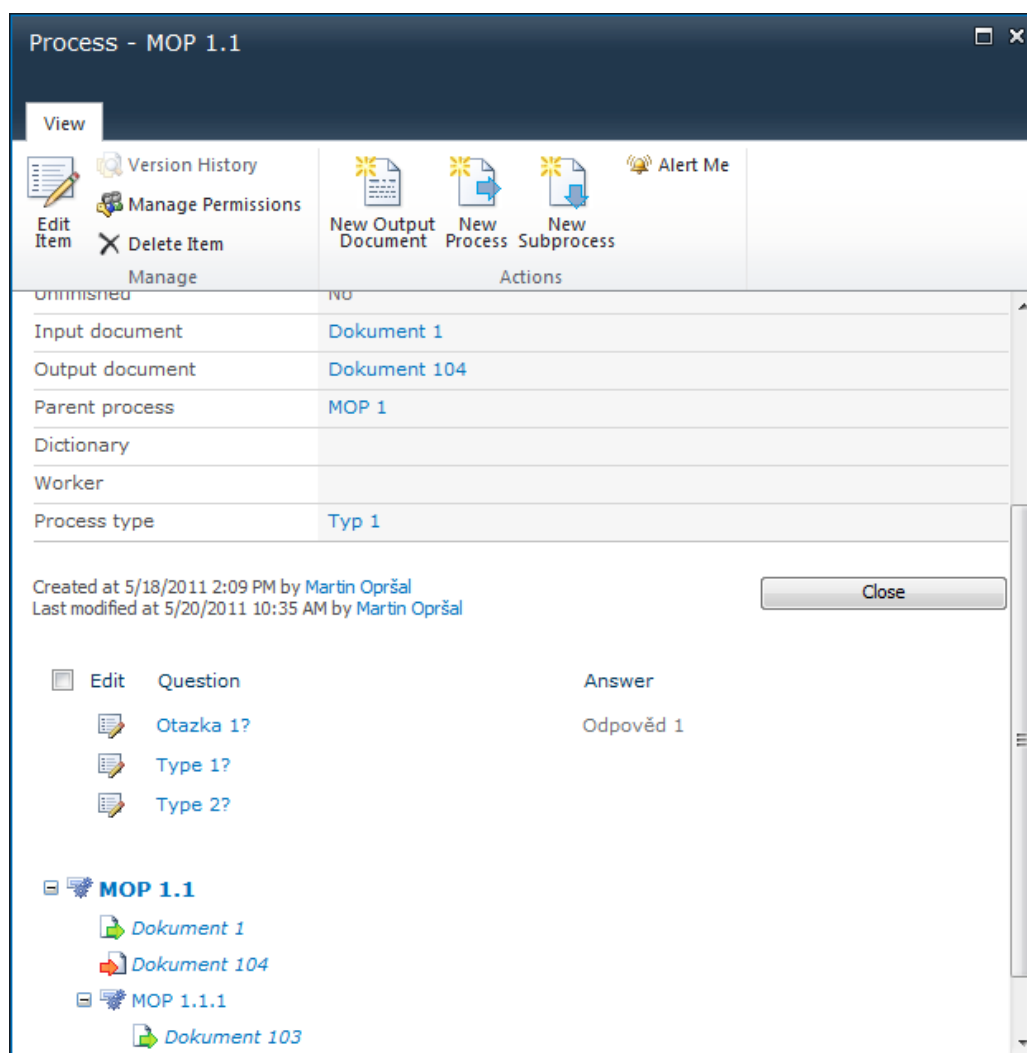 Process - MOP 1.1
View
Edit Item
Version History
Manage Permissions
Delete Item
Manage
New Output Document
New Process
New Subprocess
Alert Me
Actions
Unfinished No
Input document Dokument 1
Output document Dokument 104
Parent process MOP 1
Dictionary
Worker
Process type Typ 1
Created at 5/18/2011 2:09 PM by Martin Opršal
Last modified at 5/20/2011 10:35 AM by Martin Opršal
Close
Edit Question Answer
Otazka 1? Odpověd 1
Type 1?
Type 2?
MOP 1.1
Dokument 1
Dokument 104
MOP 1.1.1
Dokument 103